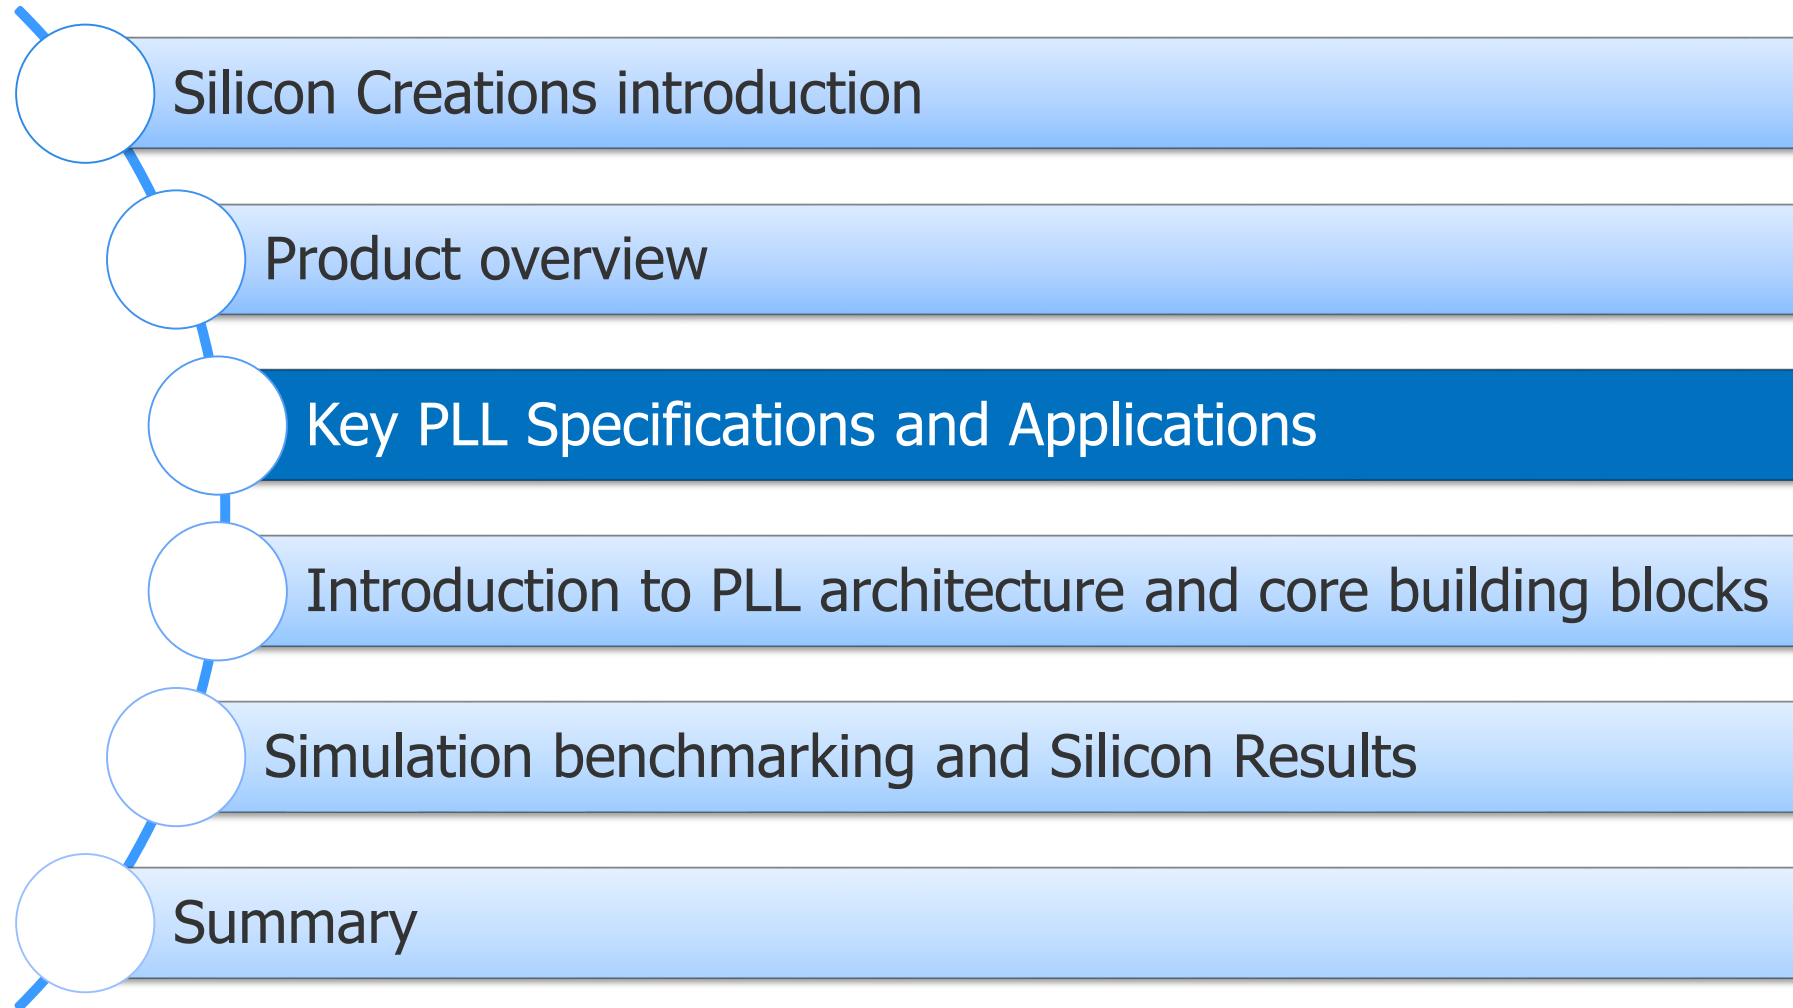 Silicon Creations introduction
Product overview
Key PLL Specifications and Applications
Introduction to PLL architecture and core building blocks
Simulation benchmarking and Silicon Results
Summary